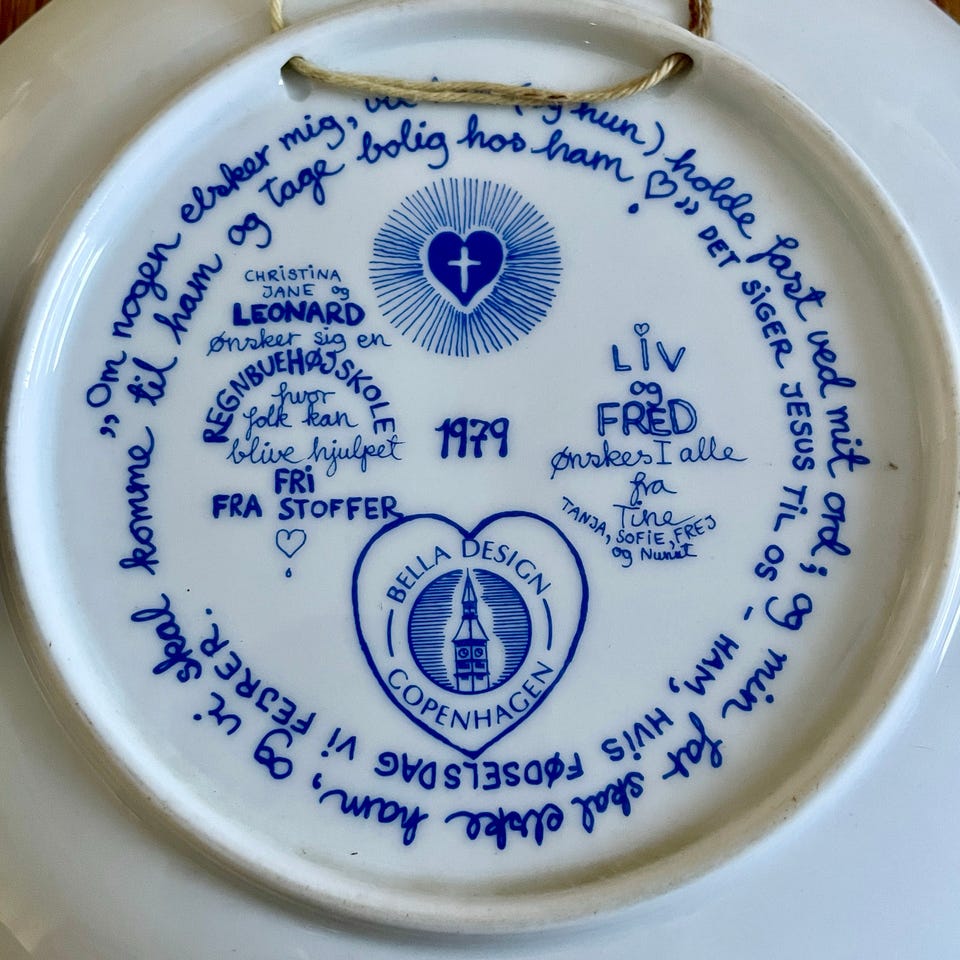 „Om nogen elsker mig, (og hun) holde fast ved mit ord; og min far skal elske ham, og vi skal komme til ham og tage bolig hos ham ♡." DET SIGER JESUS TIL OS - HAM, HVIS FØDSELSDAG VI FEJRER.
CHRISTINA
JANE og
LEONARD
ønsker sig en
REGNBUEHØJSKOLE
hvor
folk kan
blive hjulpet
FRI
FRA STOFFER
1979
LIV
og
FRED
ønskes I alle
fra
Tine
TANJA, SOFIE, FREJ
og
BELLA DESIGN
COPENHAGEN